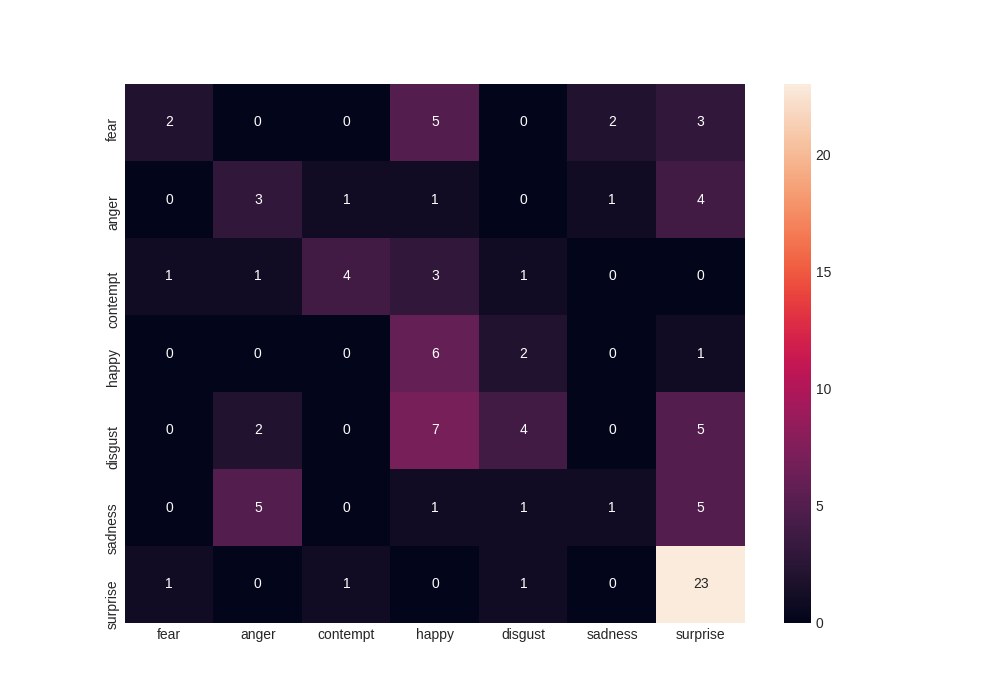 fear 2 0 0 5 0 2 3
anger 0 3 1 1 0 1 4
contempt 1 1 4 3 1 0 0
happy 0 0 0 6 2 0 1
disgust 0 2 0 7 4 0 5
sadness 0 5 0 1 1 1 5
surprise 1 0 1 0 1 0 23
fear anger contempt happy disgust sadness surprise
20
15
10
5
0